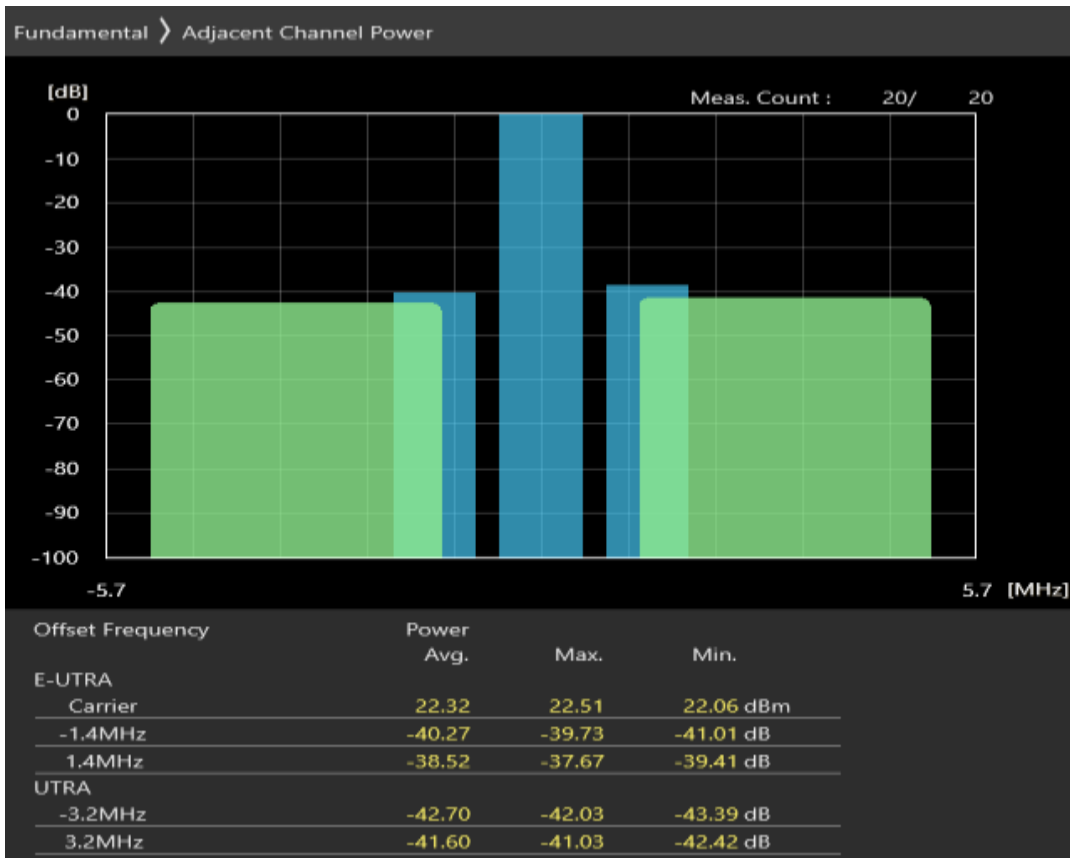 Fundamental 〉 Adjacent Channel Power
[dB]
Meas. Count : 20/ 20
0
-10
-20
-30
-40
-50
-60
-70
-80
-90
-100
-5.7 5.7 [MHz]
Offset Frequency Power
Avg. Max. Min.
E-UTRA
Carrier 22.32 22.51 22.06 dBm
-1.4MHz -40.27 -39.73 -41.01 dB
1.4MHz -38.52 -37.67 -39.41 dB
UTRA
-3.2MHz -42.70 -42.03 -43.39 dB
3.2MHz -41.60 -41.03 -42.42 dB